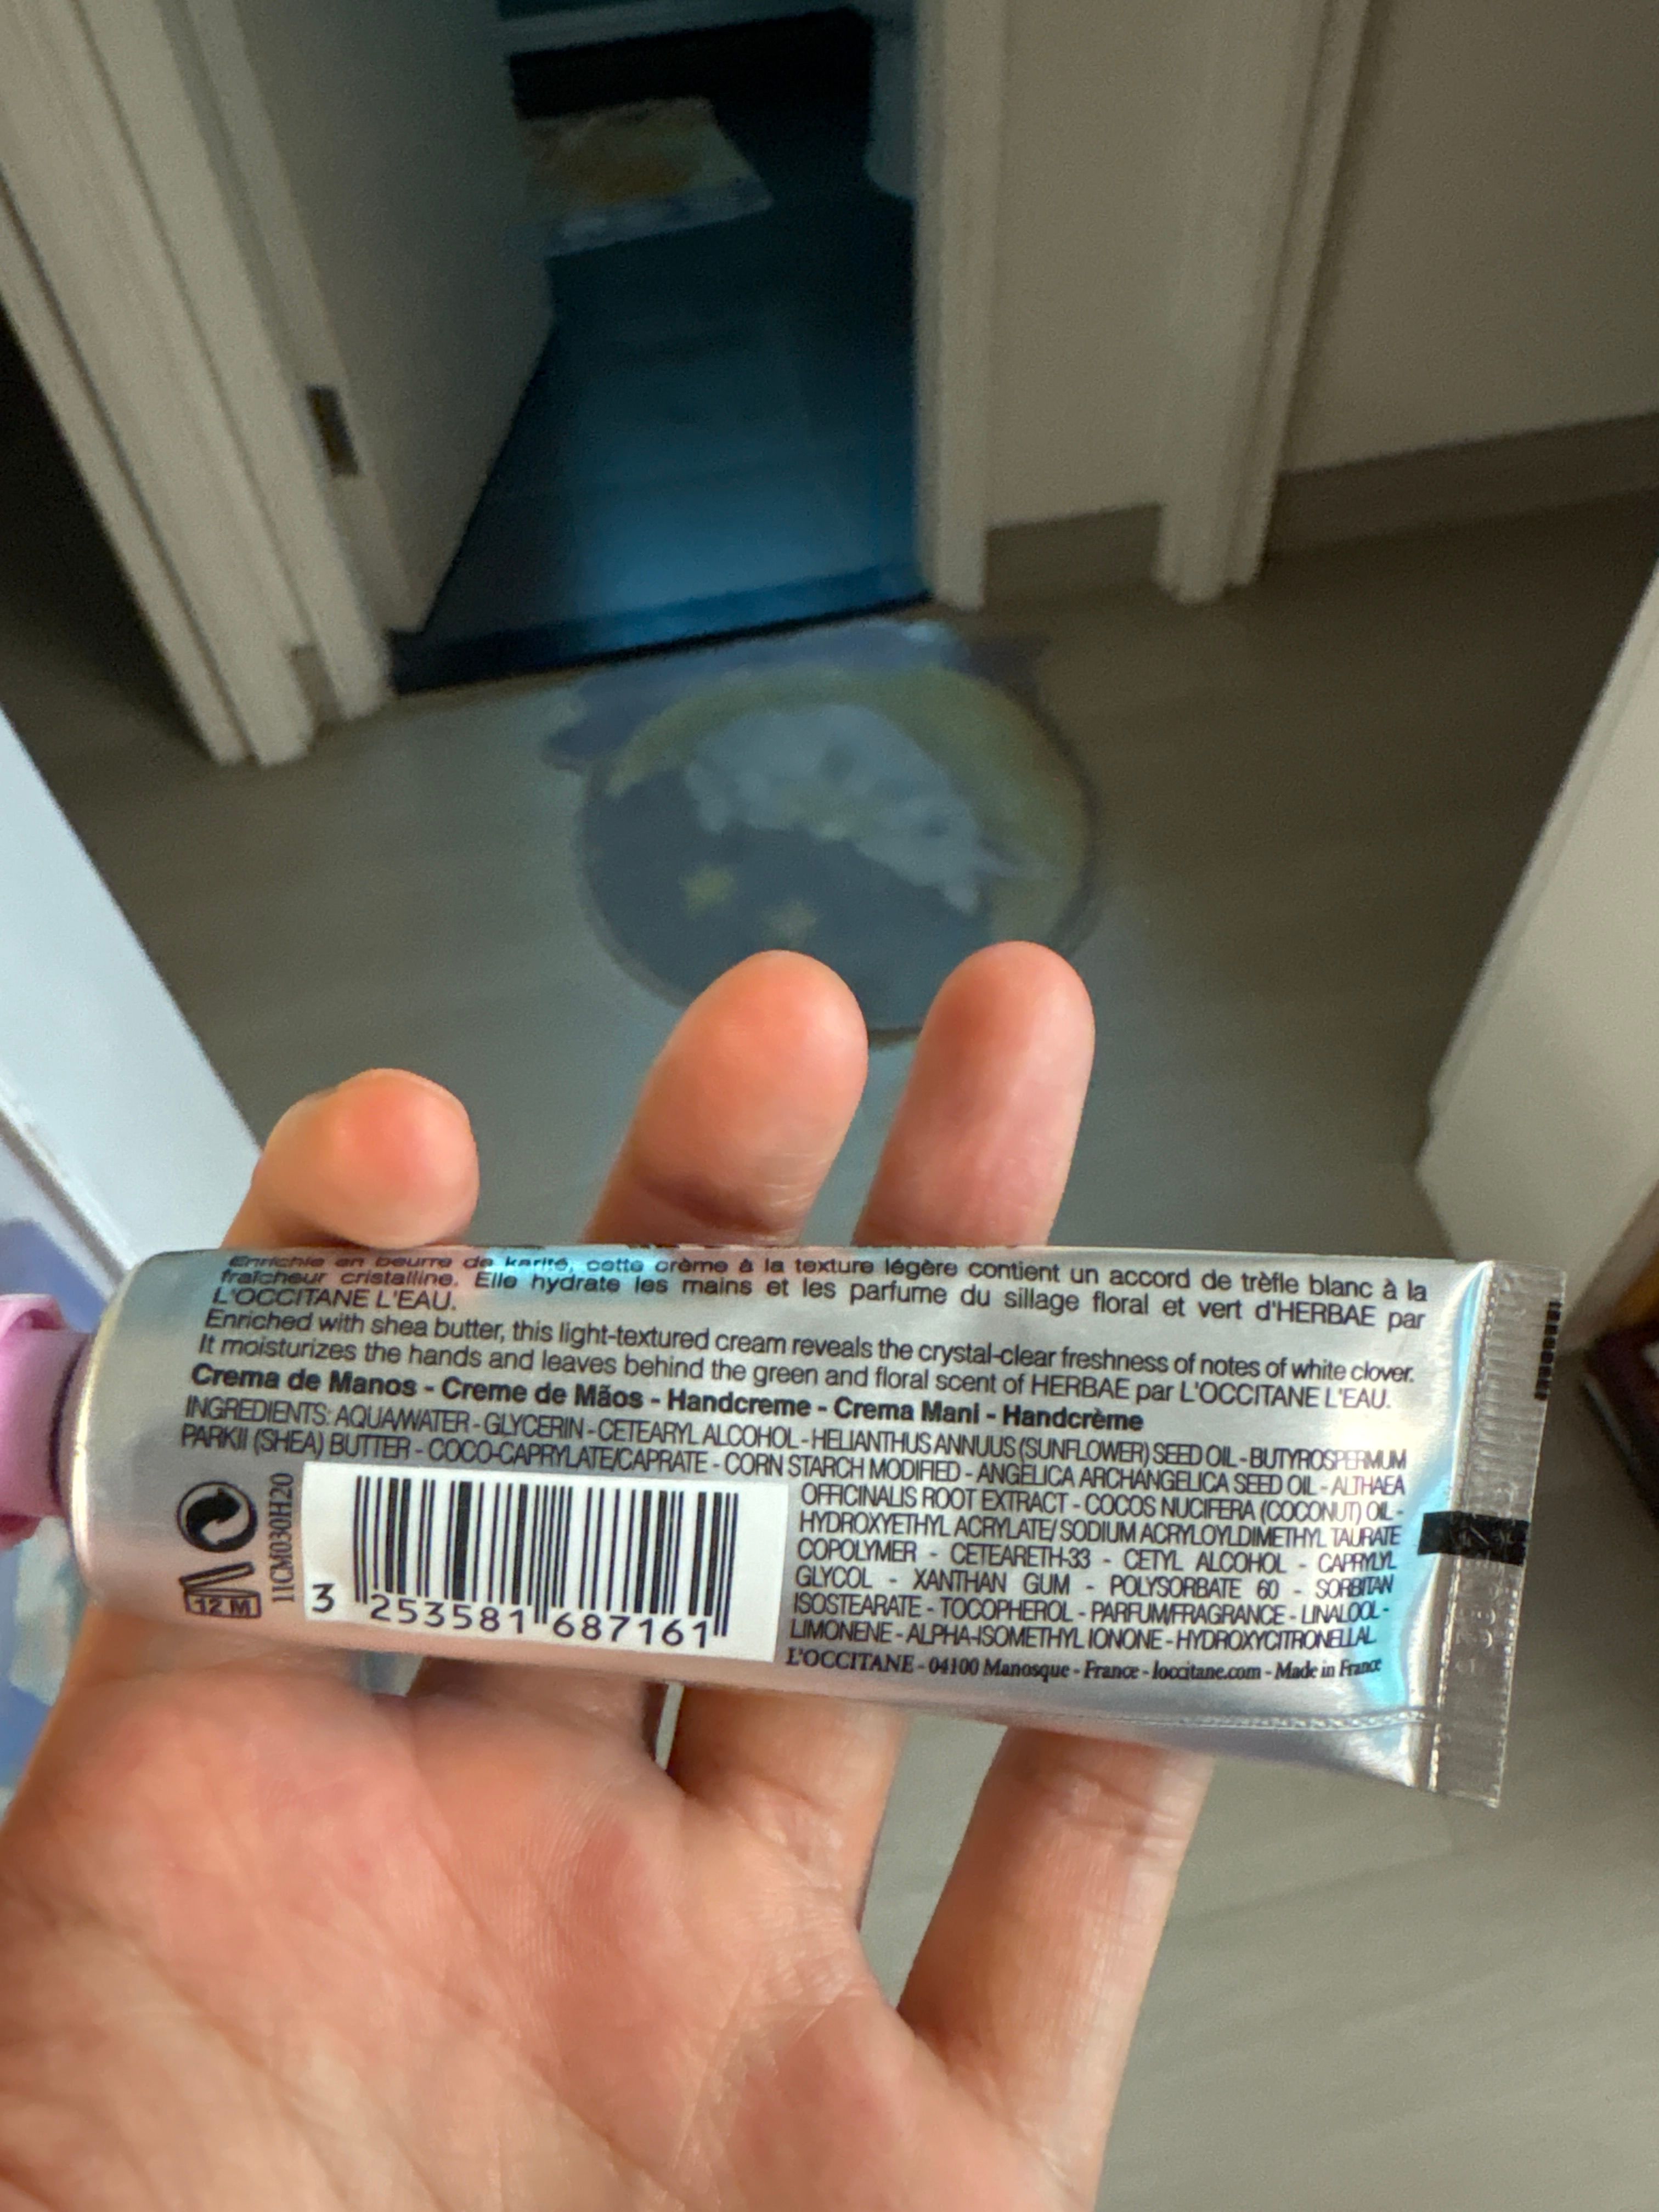 Enrichie en beurre de karité, cette crème à la texture légère contient un accord de trèfle blanc à la
fraîcheur cristalline. Elle hydrate les mains et les parfume du sillage floral et vert d'HERBAE par
L'OCCITANE L'EAU.
Enriched with shea butter, this light-textured cream reveals the crystal-clear freshness of notes of white clover.
It moisturizes the hands and leaves behind the green and floral scent of HERBAE par L'OCCITANE L'EAU.
Crema de Manos - Creme de Mãos - Handcreme - Crema Mani - Handcrème
INGREDIENTS: AQUA/WATER - GLYCERIN - CETEARYL ALCOHOL - HELIANTHUS ANNUUS (SUNFLOWER) SEED OIL - BUTYROSPERMUM
PARKII (SHEA) BUTTER - COCO-CAPRYLATE/CAPRATE - CORN STARCH MODIFIED - ANGELICA ARCHANGELICA SEED OIL - ALTHAEA
OFFICINALIS ROOT EXTRACT - COCOS NUCIFERA (COCONUT) OIL -
HYDROXYETHYL ACRYLATE/SODIUM ACRYLOYLDIMETHYL TAURATE
COPOLYMER - CETEARETH-33 - CETYL ALCOHOL - CAPRYLYL
GLYCOL - XANTHAN GUM - POLYSORBATE 60 - SORBITAN
ISOSTEARATE - TOCOPHEROL - PARFUM/FRAGRANCE - LINALOOL -
LIMONENE - ALPHA-ISOMETHYL IONONE - HYDROXYCITRONELLAL
L'OCCITANE - 04100 Manosque - France - loccitane.com - Made in France
12 M
11CM030H20
3 253581 687161